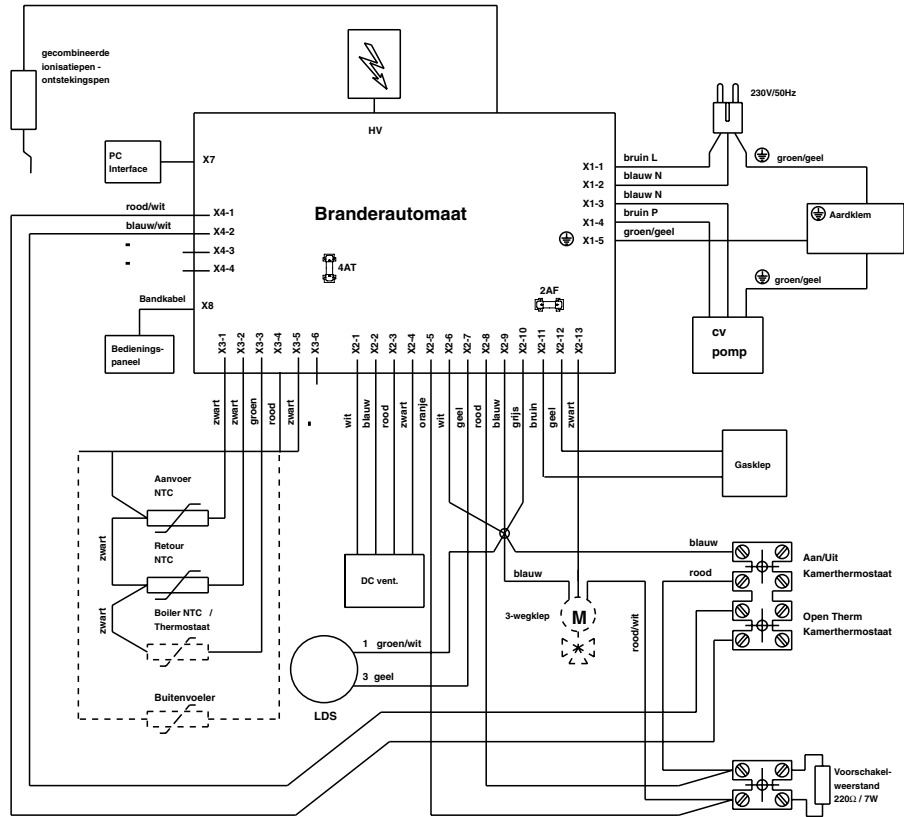 gecombineerde
ionisatiepen -
ontstekingspen
HV
230V/50Hz
PC
Interface
X7
rood/wit
X4-1
blauw/wit
X4-2
-
X4-3
-
X4-4
Bandkabel
X8
Bedienings-
paneel
Branderautomaat
4AT
2AF
X1-1
bruin L
X1-2
blauw N
X1-3
blauw N
X1-4
bruin P
X1-5
groen/geel
groen/geel
Aardklem
groen/geel
cv
pomp
X3-1
X3-2
X3-3
X3-4
X3-5
X3-6
X2-1
X2-2
X2-3
X2-4
X2-5
X2-6
X2-7
X2-8
X2-9
X2-10
X2-11
X2-12
X2-13
zwart
zwart
groen
rood
zwart
-
wit
blauw
rood
zwart
oranje
wit
geel
rood
blauw
grijs
bruin
geel
zwart
Gasklep
Aanvoer
NTC
zwart
Retour
NTC
zwart
Boiler NTC /
Thermostaat
Buitenvoeler
DC vent.
1 groen/wit
3 geel
LDS
blauw
3-wegklep
M
rood/wit
blauw
rood
Aan/Uit
Kamerthermostaat
Open Therm
Kamerthermostaat
Voorschakel-
weerstand
220Ω / 7W